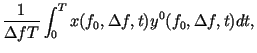 \frac{1}{\Delta f T} \int_0^T x(f_0, \Delta f, t) y^0(f_0, \Delta f, t) dt,